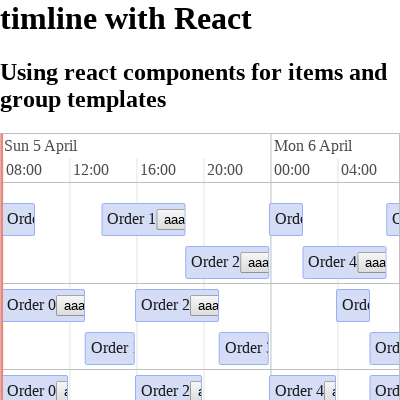 timline with React
Using react components for items and
group templates
Sun 5 April Mon 6 April
08:00 12:00 16:00 20:00 00:00 04:00
Order 1 aaa
Order 2 aaa Order 4 aaa
Order 0 aaa Order 2 aaa
Order
Order 0 Order 2 Order 4